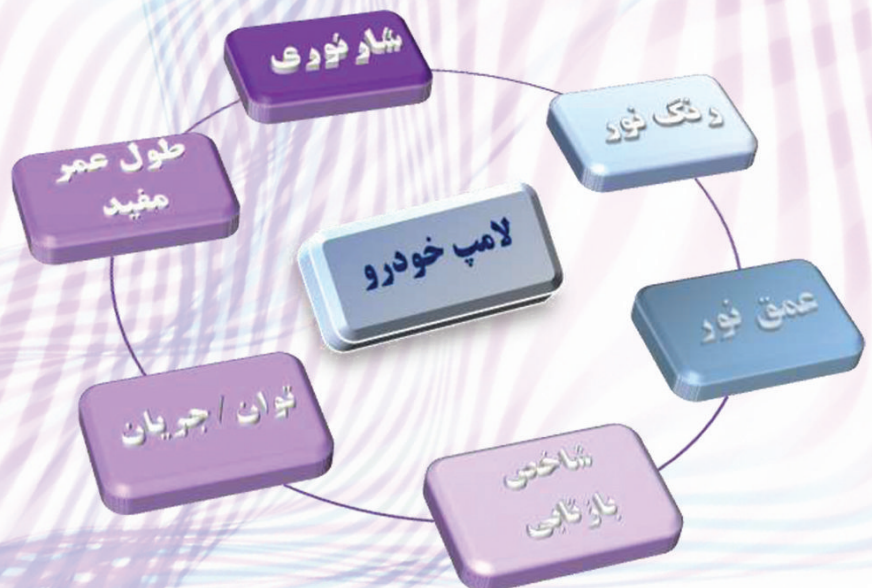 شار نوری
رنگ نور
طول عمر
مفید
لامپ خودرو
عمق نور
توان / جریان
شاخص
بازتابی